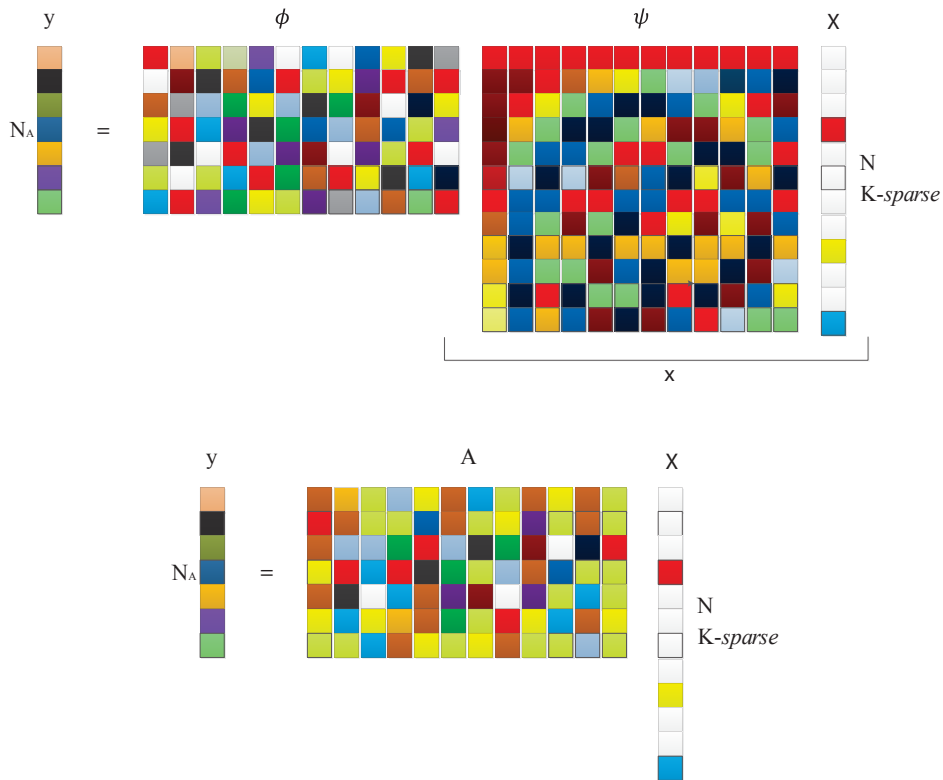 y ϕ ψ X
N_A = N
K-sparse
x
y A X
N_A = N
K-sparse